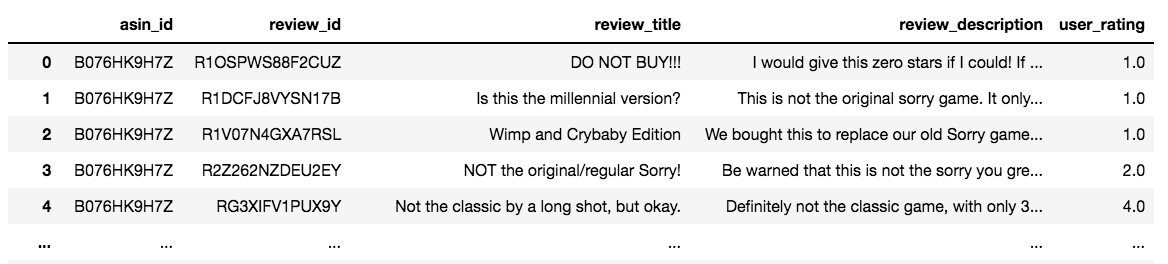 asin_id review_id review_title review_description user_rating
0 B076HK9H7Z R1OSPWS88F2CUZ DO NOT BUY!!! I would give this zero stars if I could! If ... 1.0
1 B076HK9H7Z R1DCFJ8VYSN17B Is this the millennial version? This is not the original sorry game. It only... 1.0
2 B076HK9H7Z R1V07N4GXA7RSL Wimp and Crybaby Edition We bought this to replace our old Sorry game... 1.0
3 B076HK9H7Z R2Z262NZDEU2EY NOT the original/regular Sorry! Be warned that this is not the sorry you gre... 2.0
4 B076HK9H7Z RG3XIFV1PUX9Y Not the classic by a long shot, but okay. Definitely not the classic game, with only 3... 4.0
... ... ... ... ... ...